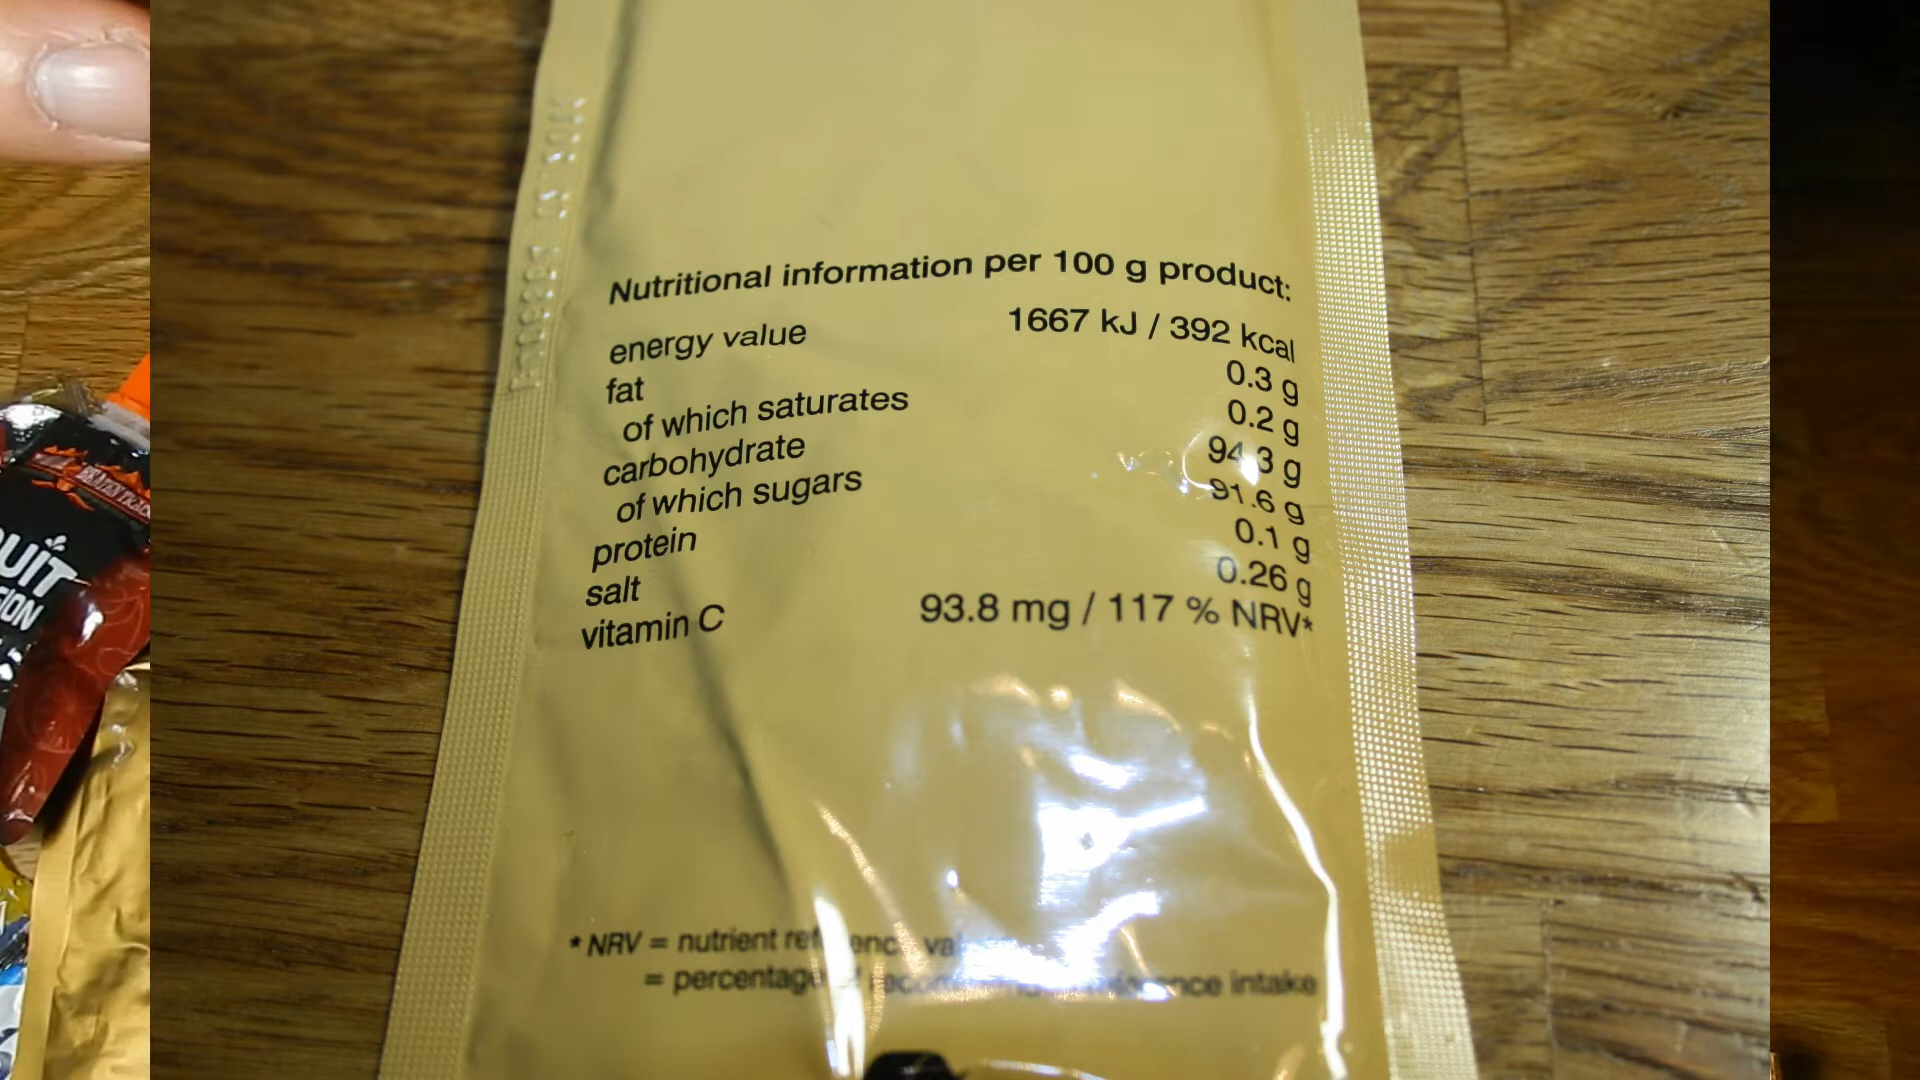 Nutritional information per 100 g product:
energy value 1667 kJ / 392 kcal
fat 0.3 g
of which saturates 0.2 g
carbohydrate 94.3 g
of which sugars 91.6 g
protein 0.1 g
salt 0.26 g
vitamin C 93.8 mg / 117 % NRV*
* NRV = nutrient
= percentage intake